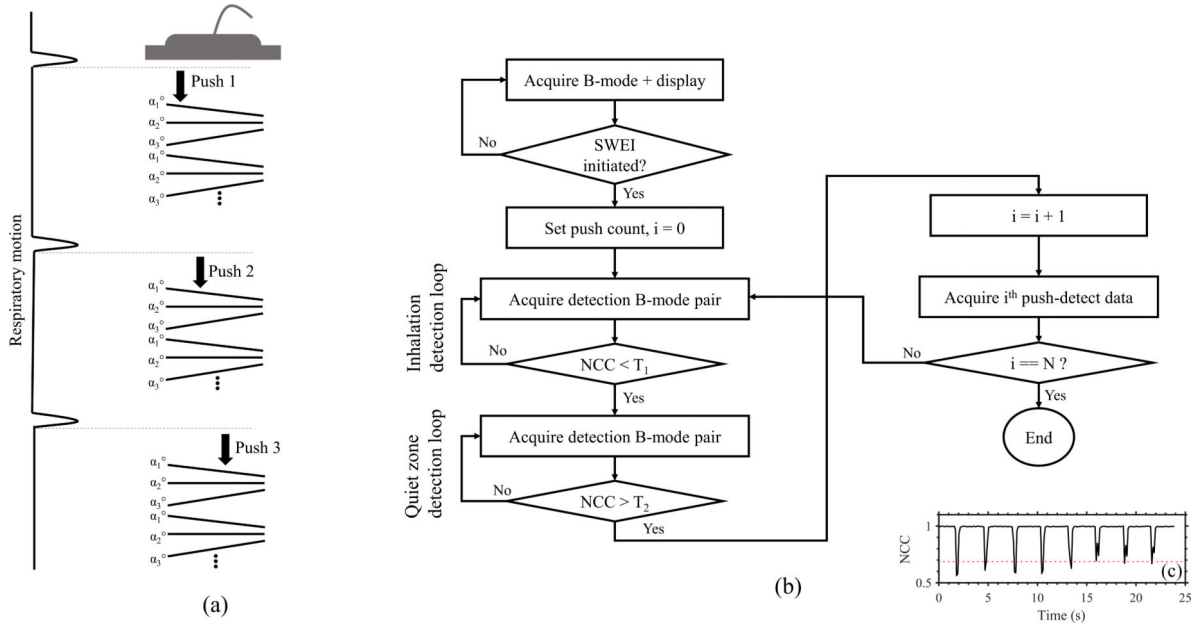 Respiratory motion
Push 1
α₁°
α₂°
α₃°
α₁°
α₂°
α₃°
Push 2
α₁°
α₂°
α₃°
α₁°
α₂°
α₃°
Push 3
α₁°
α₂°
α₃°
α₁°
α₂°
α₃°
(a)
Acquire B-mode + display
SWEI
initiated?
No
Yes
Set push count, i = 0
Inhalation
detection loop
Acquire detection B-mode pair
NCC < T₁
No
Yes
Quiet zone
detection loop
Acquire detection B-mode pair
NCC > T₂
No
Yes
i = i + 1
Acquire iᵗʰ push-detect data
i == N ?
No
Yes
End
(b)
NCC
1
0.5
0 5 10 15 20 25
Time (s)
(c)